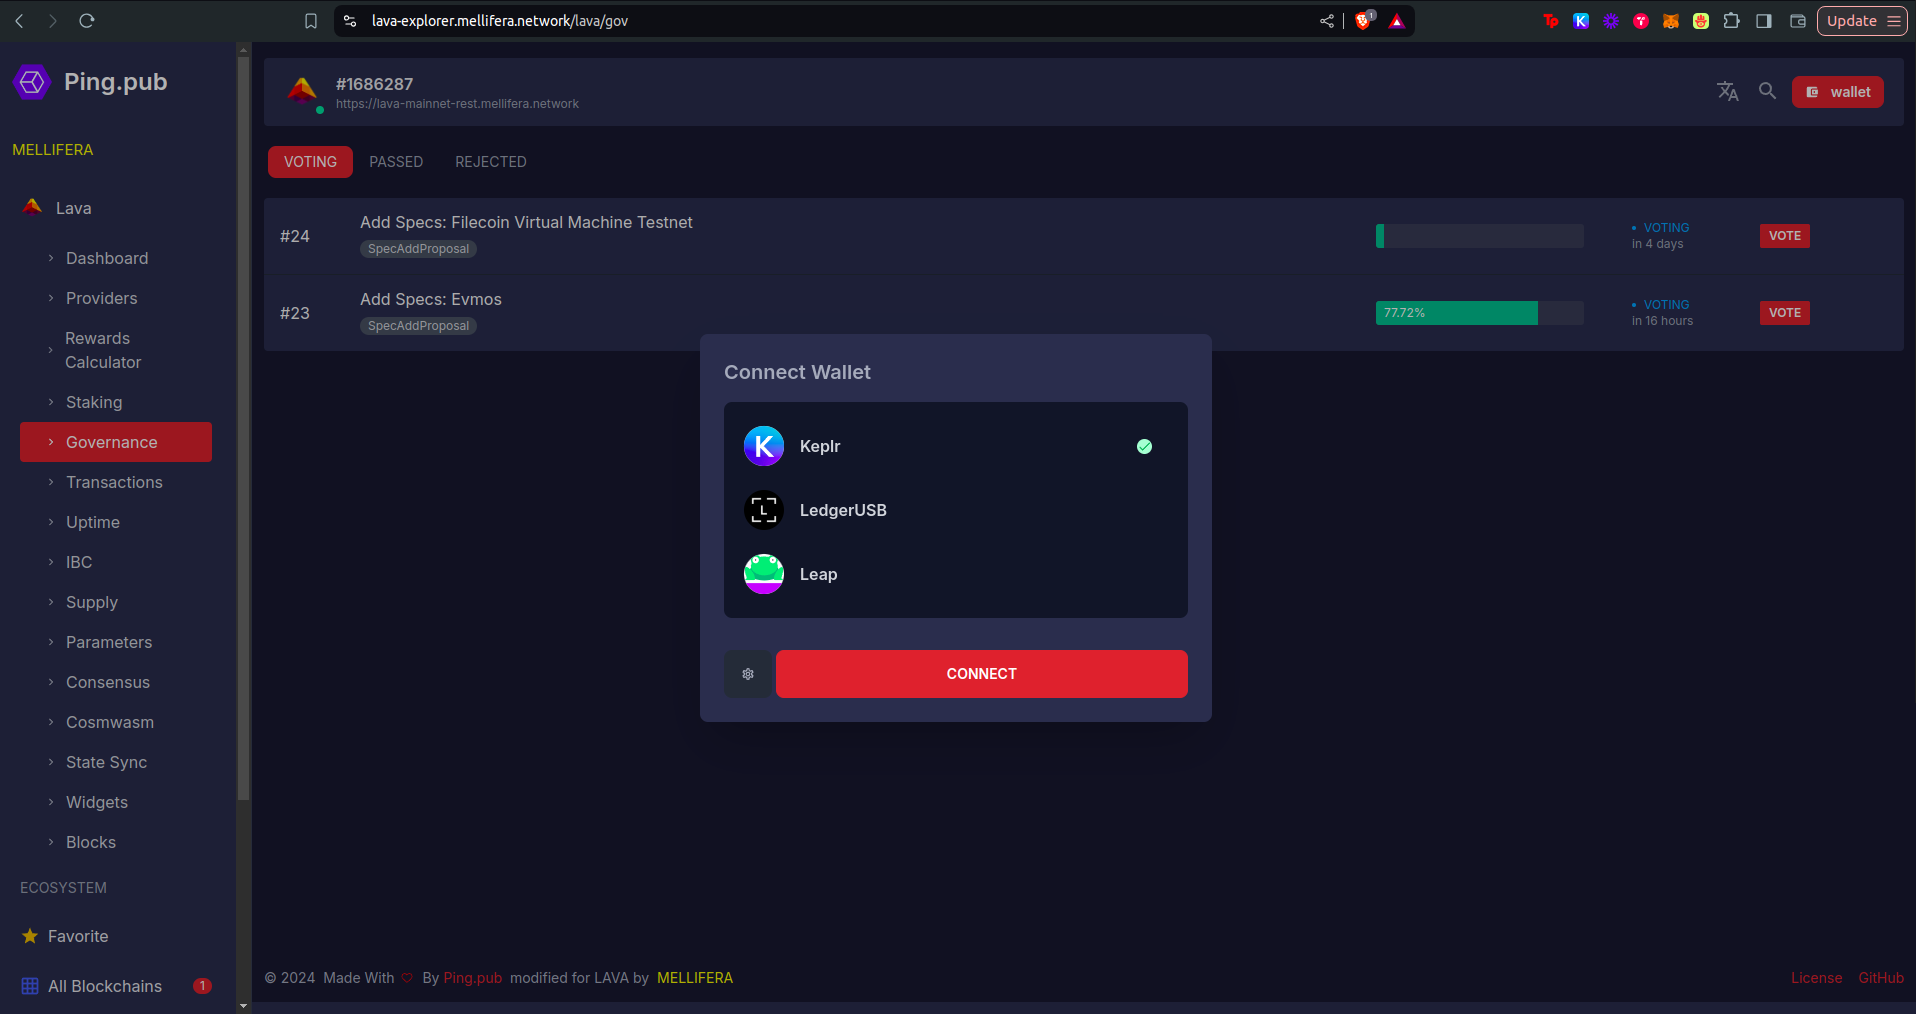 lava-explorer.mellifera.network/lava/gov
1
Tp
K
Update
Ping.pub
MELLIFERA
Lava
Dashboard
Providers
Rewards
Calculator
Staking
Governance
Transactions
Uptime
IBC
Supply
Parameters
Consensus
Cosmwasm
State Sync
Widgets
Blocks
ECOSYSTEM
Favorite
All Blockchains 1
#1686287
https://lava-mainnet-rest.mellifera.network
wallet
VOTING PASSED REJECTED
#24
Add Specs: Filecoin Virtual Machine Testnet
SpecAddProposal
VOTING
in 4 days
VOTE
#23
Add Specs: Evmos
SpecAddProposal
77.72%
VOTING
in 16 hours
VOTE
Connect Wallet
K Keplr
L LedgerUSB
Leap
CONNECT
© 2024 Made With ♡ By Ping.pub modified for LAVA by MELLIFERA
License GitHub